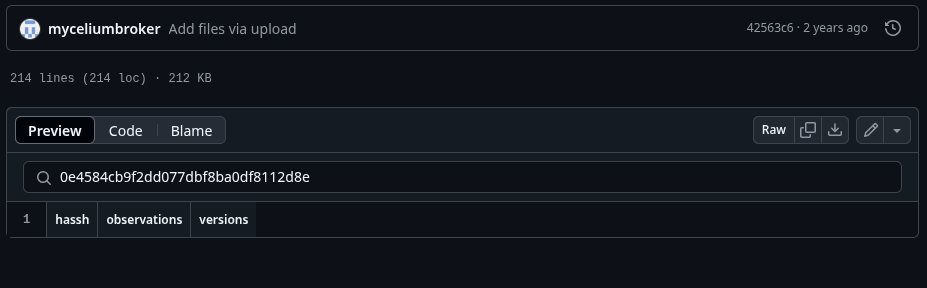 myceliumbroker Add files via upload 42563c6 · 2 years ago
214 lines (214 loc) · 212 KB
Preview Code Blame Raw
0e4584cb9f2dd077dbf8ba0df8112d8e
1 hassh observations versions